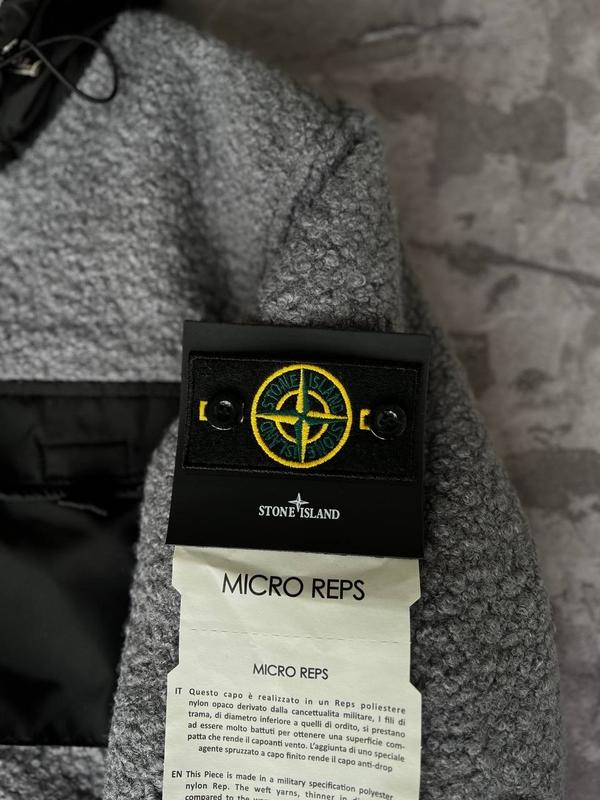 STONE ISLAND
STONE ISLAND
STONE ISLAND
MICRO REPS
MICRO REPS
IT Questo capo è realizzato in un Reps poliestere
nylon opaco derivato dalla cancettualita militare, I fili di
trama, di diametro inferiore a quelli di ordito, si prestano
ad essere molto battuti per ottenere una superficie com-
patta che rende il capoanti vento. L'aggiunta di uno speciale
agente spruzzato a capo finito rende il capo anti-drop
EN This Piece is made in a military specification polyester
nylon Rep. The weft yarns, thinner in
compared to the